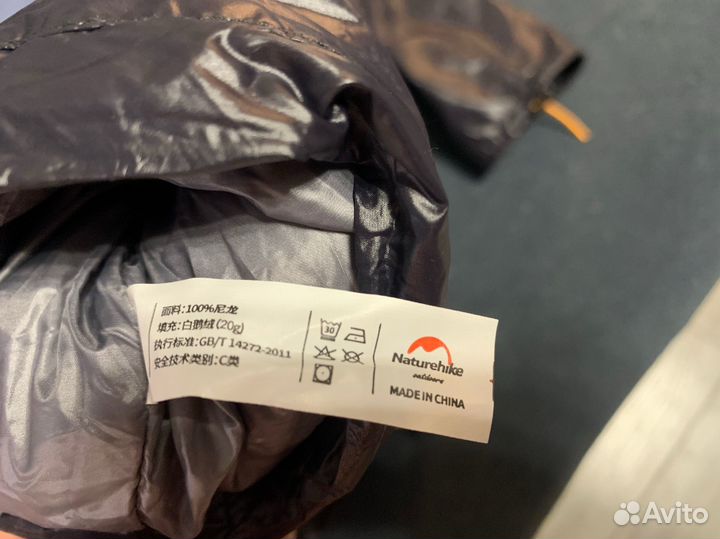 面料:100%尼龙
填充:白鹅绒(20g)
执行标准:GB/T 14272-2011
安全技术类别:C类
30
Naturehike
outdoors
MADE IN CHINA
Avito